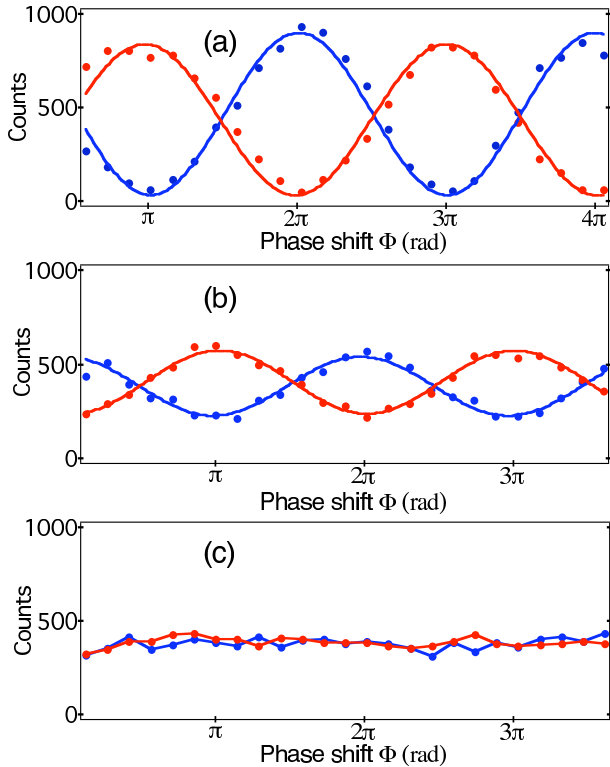 1000
(a)
Counts
500
0
π 2π 3π 4π
Phase shift Φ (rad)
1000
(b)
Counts
500
0
π 2π 3π
Phase shift Φ (rad)
1000
(c)
Counts
500
0
π 2π 3π
Phase shift Φ (rad)